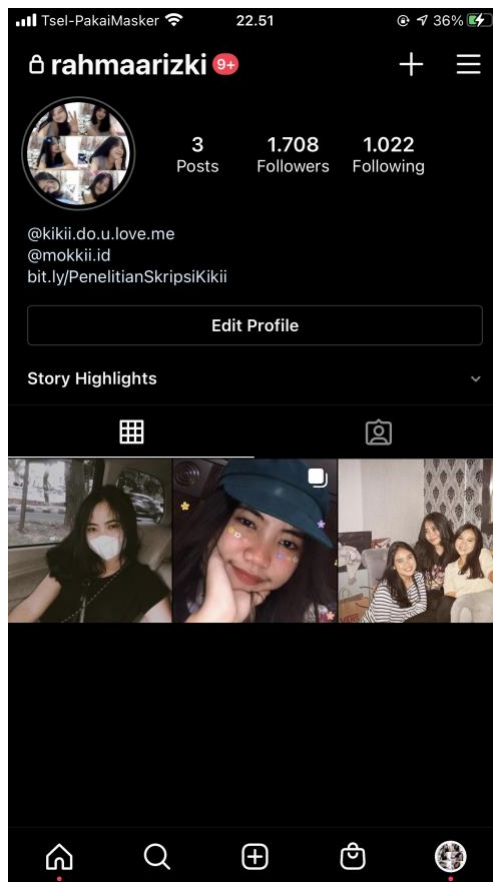 Tsel-PakaiMasker 22.51 36%
rahmaarizki 9+
3 1.708 1.022
Posts Followers Following
@kikii.do.u.love.me
@mokkii.id
bit.ly/PenelitianSkripsiKikii
Edit Profile
Story Highlights